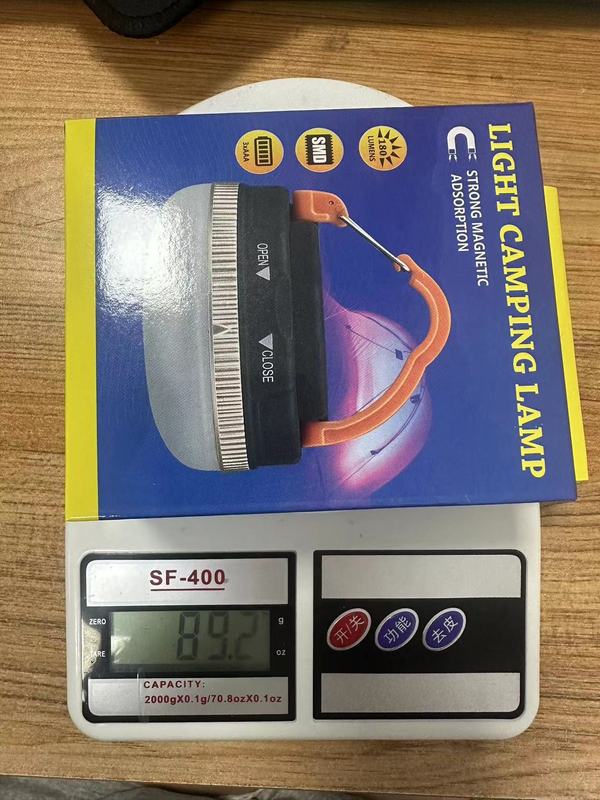 LIGHT CAMPING LAMP
STRONG MAGNETIC
ADSORPTION
180
LUMENS
SMD
3xAAA
OPEN
CLOSE
SF-400
ZERO
TARE
89.2
g
oz
CAPACITY:
2000gX0.1g/70.8ozX0.1oz
开/关
功能
去皮